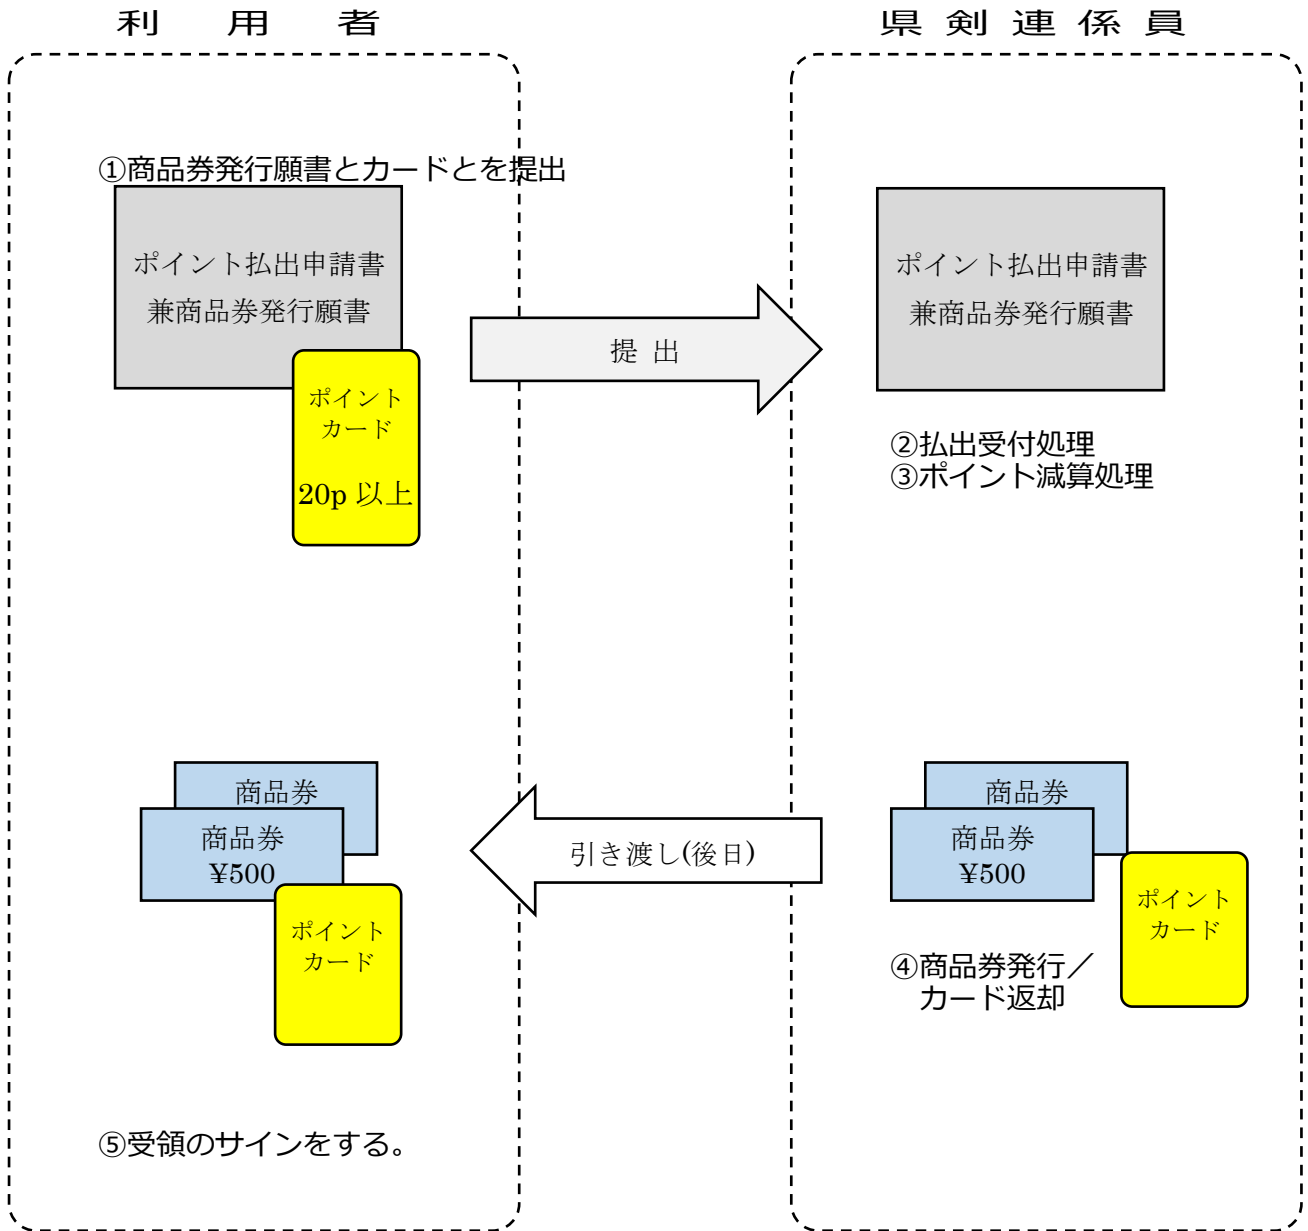 利用者
県剣連係員
①商品券発行願書とカードとを提出
ポイント払出申請書
兼商品券発行願書
ポイント
カード
20p 以上
提 出
ポイント払出申請書
兼商品券発行願書
②払出受付処理
③ポイント減算処理
商品券
商品券
¥500
ポイント
カード
引き渡し(後日)
商品券
商品券
¥500
ポイント
カード
④商品券発行／
カード返却
⑤受領のサインをする。